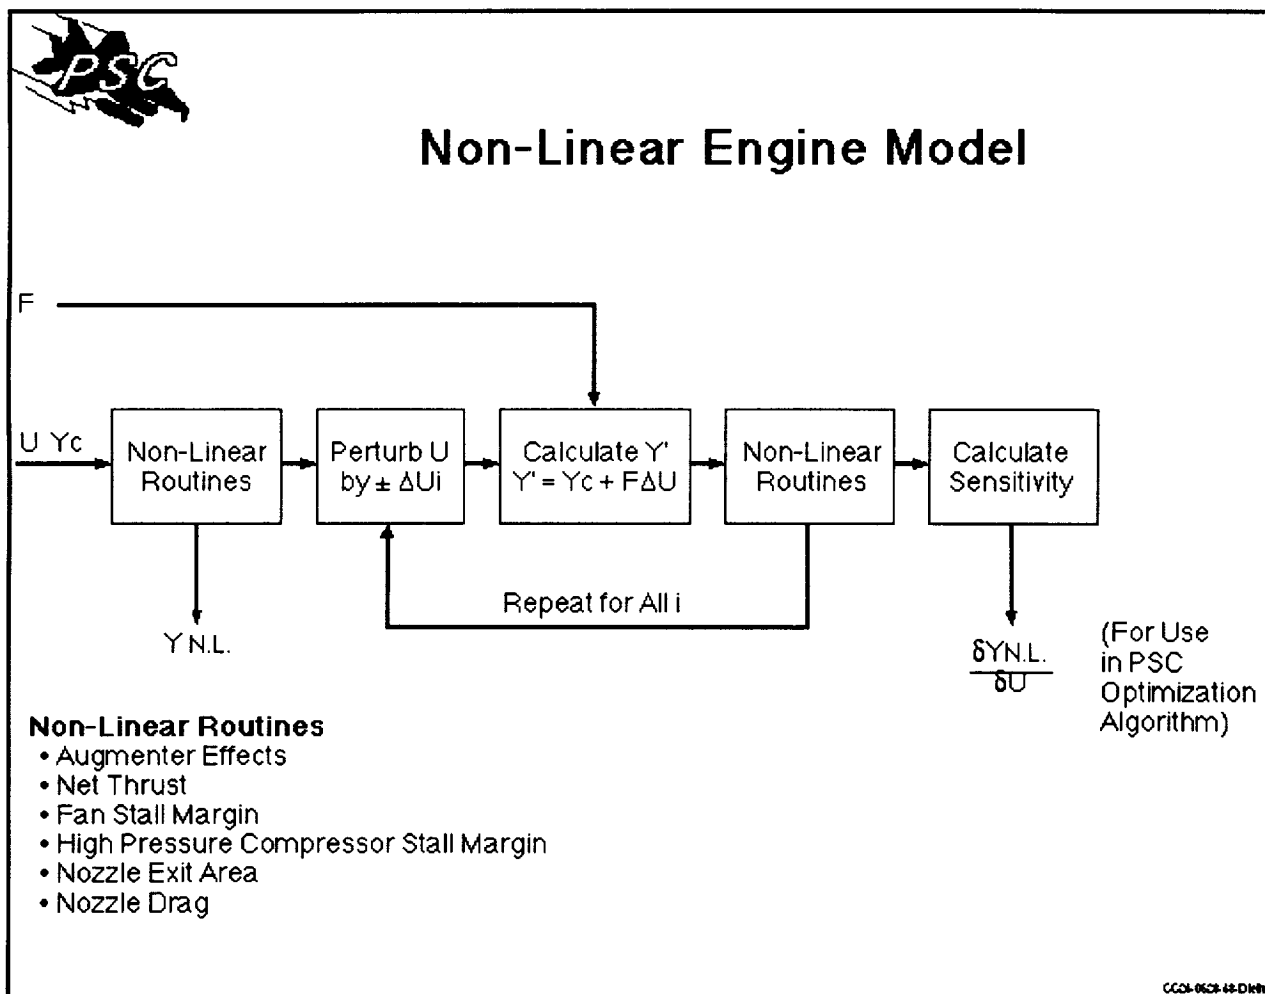 PSC
Non-Linear Engine Model
F
U Yc
Non-Linear
Routines
Perturb U
by ± ΔUi
Calculate Y'
Y' = Yc + FΔU
Non-Linear
Routines
Calculate
Sensitivity
Repeat for All i
Y N.L.
δYN.L.
δU
(For Use
in PSC
Optimization
Algorithm)
Non-Linear Routines
• Augmenter Effects
• Net Thrust
• Fan Stall Margin
• High Pressure Compressor Stall Margin
• Nozzle Exit Area
• Nozzle Drag